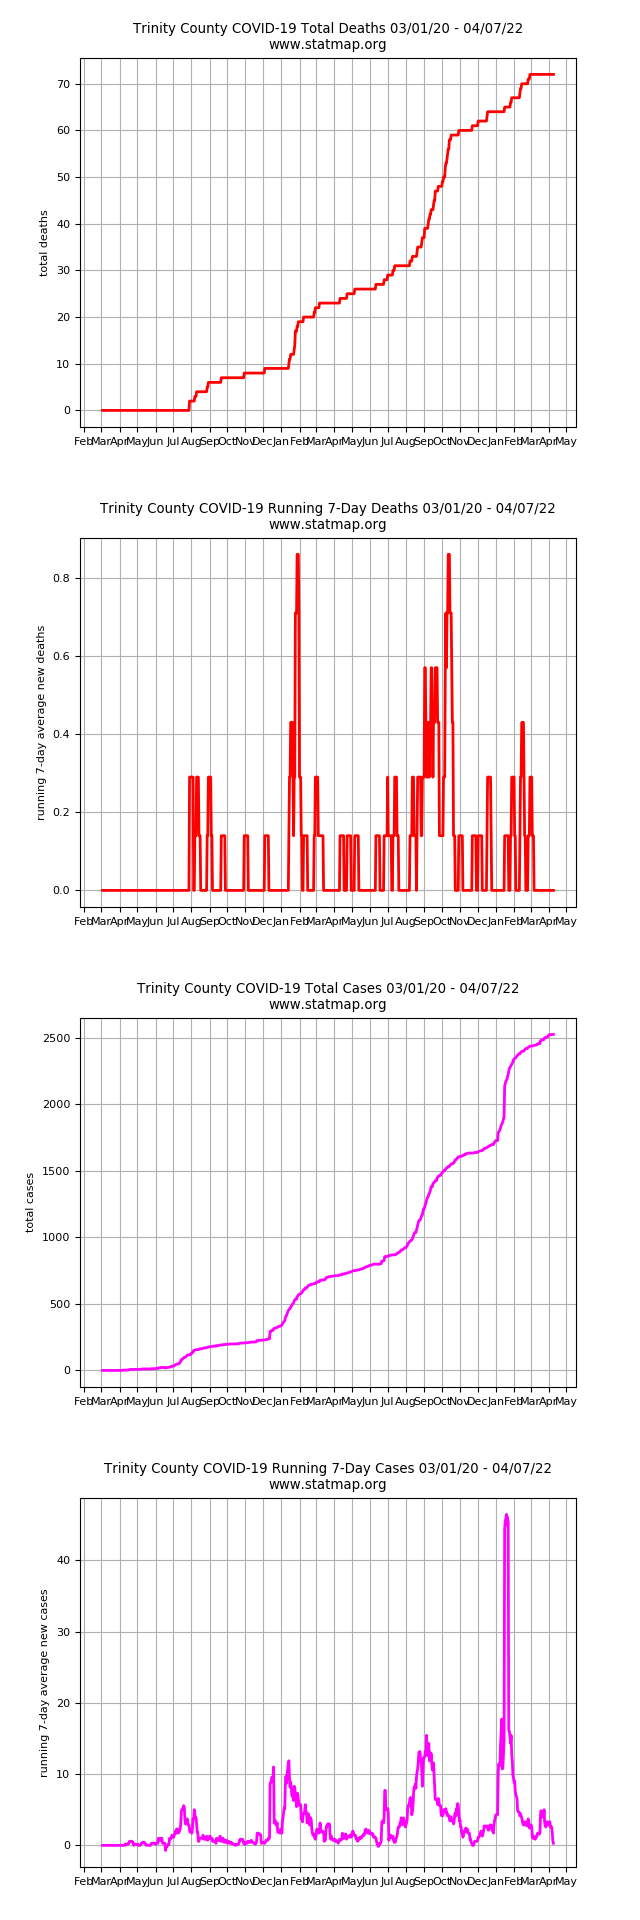 Trinity County COVID-19 Total Deaths 03/01/20 - 04/07/22
www.statmap.org
70
60
50
40
30
20
10
0
total deaths
Feb Mar Apr May Jun Jul Aug Sep Oct Nov Dec Jan Feb Mar Apr May Jun Jul Aug Sep Oct Nov Dec Jan Feb Mar Apr May
Trinity County COVID-19 Running 7-Day Deaths 03/01/20 - 04/07/22
www.statmap.org
0.8
0.6
0.4
0.2
0.0
running 7-day average new deaths
Feb Mar Apr May Jun Jul Aug Sep Oct Nov Dec Jan Feb Mar Apr May Jun Jul Aug Sep Oct Nov Dec Jan Feb Mar Apr May
Trinity County COVID-19 Total Cases 03/01/20 - 04/07/22
www.statmap.org
2500
2000
1500
1000
500
0
total cases
Feb Mar Apr May Jun Jul Aug Sep Oct Nov Dec Jan Feb Mar Apr May Jun Jul Aug Sep Oct Nov Dec Jan Feb Mar Apr May
Trinity County COVID-19 Running 7-Day Cases 03/01/20 - 04/07/22
www.statmap.org
40
30
20
10
0
running 7-day average new cases
Feb Mar Apr May Jun Jul Aug Sep Oct Nov Dec Jan Feb Mar Apr May Jun Jul Aug Sep Oct Nov Dec Jan Feb Mar Apr May